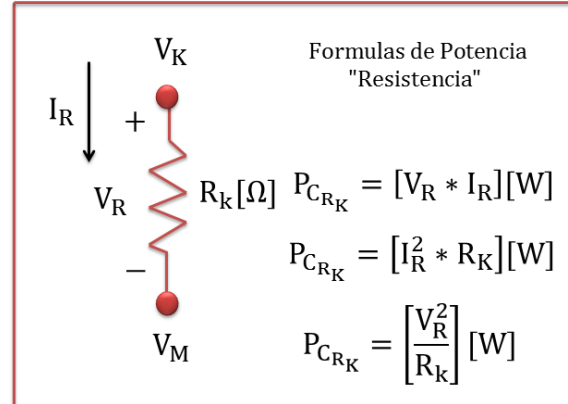 Formulas de Potencia
"Resistencia"
V_K
I_R
+
V_R
R_k[Ω]
−
V_M
P_{C_{R_K}} = [V_R * I_R][W]
P_{C_{R_K}} = [I_R^2 * R_K][W]
P_{C_{R_K}} = [V_R^2 / R_k] [W]